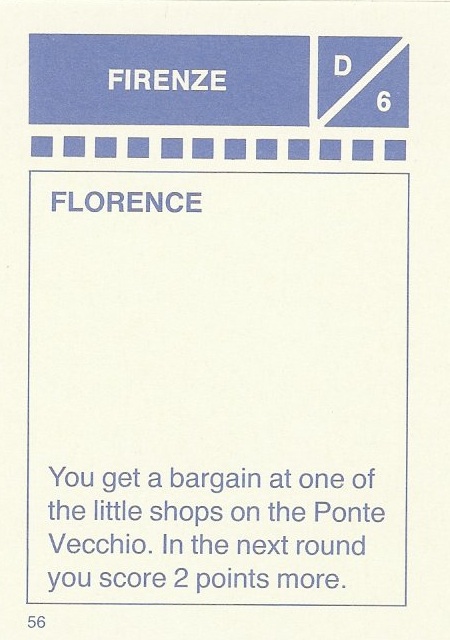 FIRENZE
D
6
FLORENCE
You get a bargain at one of
the little shops on the Ponte
Vecchio. In the next round
you score 2 points more.
56